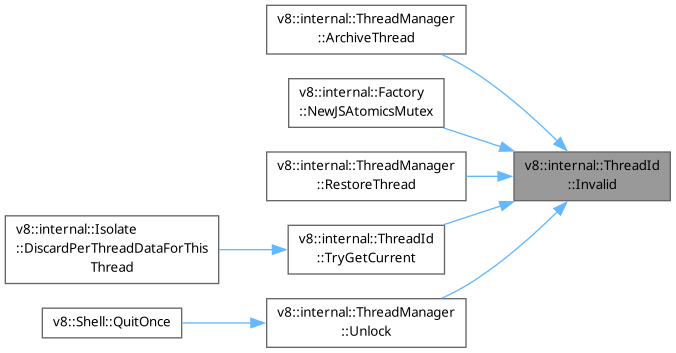 v8::internal::ThreadManager
::ArchiveThread
v8::internal::Factory
::NewJSAtomicsMutex
v8::internal::ThreadManager
::RestoreThread
v8::internal::ThreadId
::Invalid
v8::internal::Isolate
::DiscardPerThreadDataForThis
Thread
v8::internal::ThreadId
::TryGetCurrent
v8::Shell::QuitOnce
v8::internal::ThreadManager
::Unlock